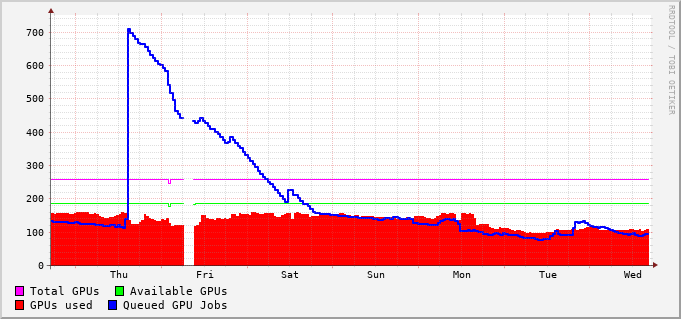 RRDTOOL / TOBI OETIKER
700
600
500
400
300
200
100
0
Thu Fri Sat Sun Mon Tue Wed
Total GPUs Available GPUs
GPUs used Queued GPU Jobs